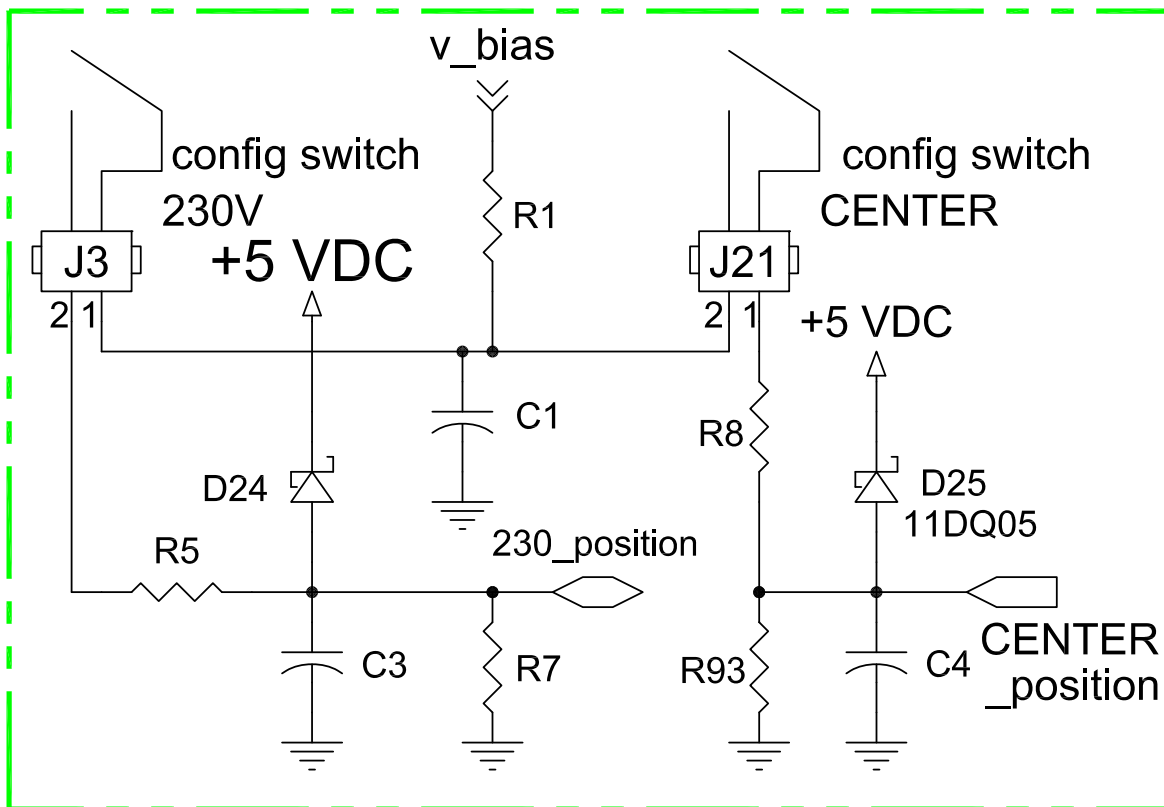 v_bias
config switch
230V
config switch
CENTER
R1
J3
+5 VDC
J21
2 1
2 1
+5 VDC
C1
R8
D24
D25
11DQ05
R5
230_position
C3
R7
R93
C4
CENTER
_position